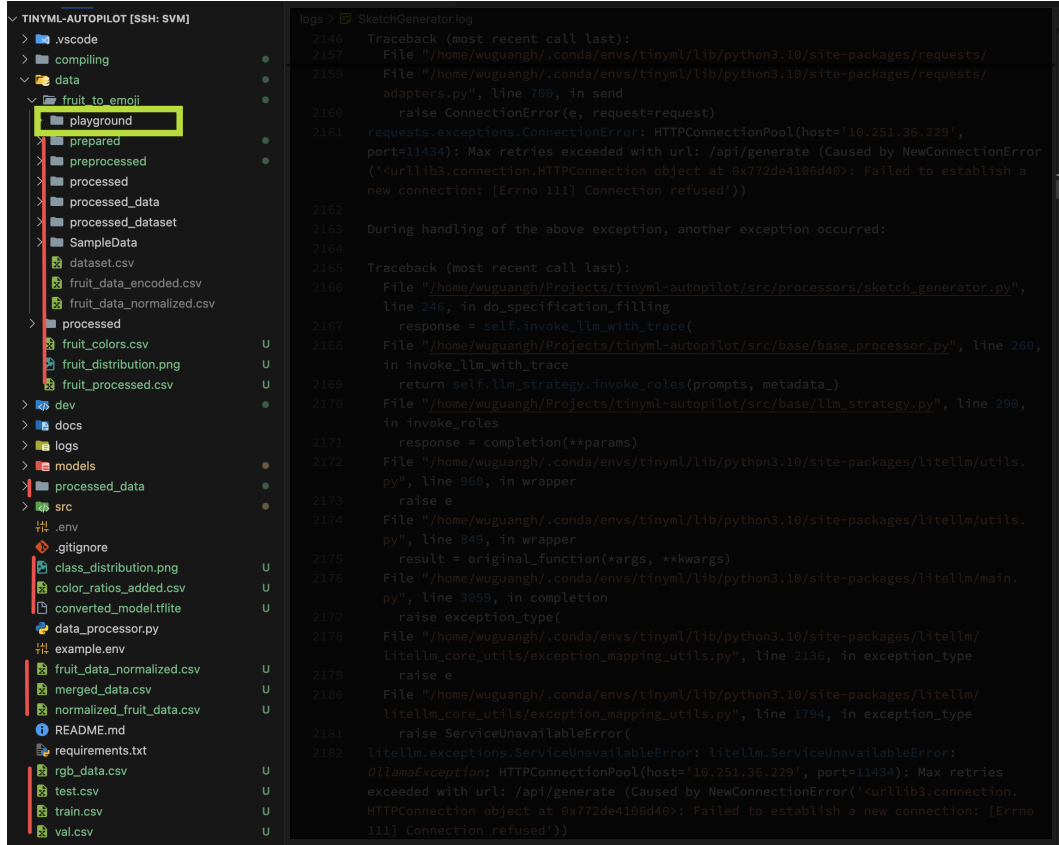 TINYML-AUTOPILOT [SSH: SVM]
.vscode
compiling
data
fruit_to_emoji
playground
prepared
preprocessed
processed
processed_data
processed_dataset
SampleData
dataset.csv
fruit_data_encoded.csv
fruit_data_normalized.csv
processed
fruit_colors.csv U
fruit_distribution.png U
fruit_processed.csv U
dev
docs
logs
models
processed_data
src
.env
.gitignore
class_distribution.png U
color_ratios_added.csv U
converted_model.tflite U
data_processor.py
example.env
fruit_data_normalized.csv U
merged_data.csv U
normalized_fruit_data.csv U
README.md
requirements.txt
rgb_data.csv U
test.csv U
train.csv U
val.csv U
logs > SketchGenerator.log
2146 Traceback (most recent call last):
2157 File "/home/wuguangh/.conda/envs/tinyml/lib/python3.10/site-packages/requests/
2159 File "/home/wuguangh/.conda/envs/tinyml/lib/python3.10/site-packages/requests/
adapters.py", line 700, in send
2160 raise ConnectionError(e, request=request)
2161 requests.exceptions.ConnectionError: HTTPConnectionPool(host='10.251.36.229',
port=11434): Max retries exceeded with url: /api/generate (Caused by NewConnectionError
('<urllib3.connection.HTTPConnection object at 0x772de4106d40>: Failed to establish a
new connection: [Errno 111] Connection refused'))
2162
2163 During handling of the above exception, another exception occurred:
2164
2165 Traceback (most recent call last):
2166 File "/home/wuguangh/Projects/tinyml-autopilot/src/processors/sketch_generator.py",
line 246, in do_specification_filling
2167 response = self.invoke_llm_with_trace(
2168 File "/home/wuguangh/Projects/tinyml-autopilot/src/base/base_processor.py", line 260,
in invoke_llm_with_trace
2169 return self.llm_strategy.invoke_roles(prompts, metadata_)
2170 File "/home/wuguangh/Projects/tinyml-autopilot/src/base/llm_strategy.py", line 290,
in invoke_roles
2171 response = completion(**params)
2172 File "/home/wuguangh/.conda/envs/tinyml/lib/python3.10/site-packages/litellm/utils.
py", line 960, in wrapper
2173 raise e
2174 File "/home/wuguangh/.conda/envs/tinyml/lib/python3.10/site-packages/litellm/utils.
py", line 849, in wrapper
2175 result = original_function(*args, **kwargs)
2176 File "/home/wuguangh/.conda/envs/tinyml/lib/python3.10/site-packages/litellm/main.
py", line 3059, in completion
2177 raise exception_type(
2178 File "/home/wuguangh/.conda/envs/tinyml/lib/python3.10/site-packages/litellm/
litellm_core_utils/exception_mapping_utils.py", line 2136, in exception_type
2179 raise e
2180 File "/home/wuguangh/.conda/envs/tinyml/lib/python3.10/site-packages/litellm/
litellm_core_utils/exception_mapping_utils.py", line 1794, in exception_type
2181 raise ServiceUnavailableError(
2182 litellm.exceptions.ServiceUnavailableError: litellm.ServiceUnavailableError:
OllamaException: HTTPConnectionPool(host='10.251.36.229', port=11434): Max retries
exceeded with url: /api/generate (Caused by NewConnectionError('<urllib3.connection.
HTTPConnection object at 0x772de4106d40>: Failed to establish a new connection: [Errno
111] Connection refused'))